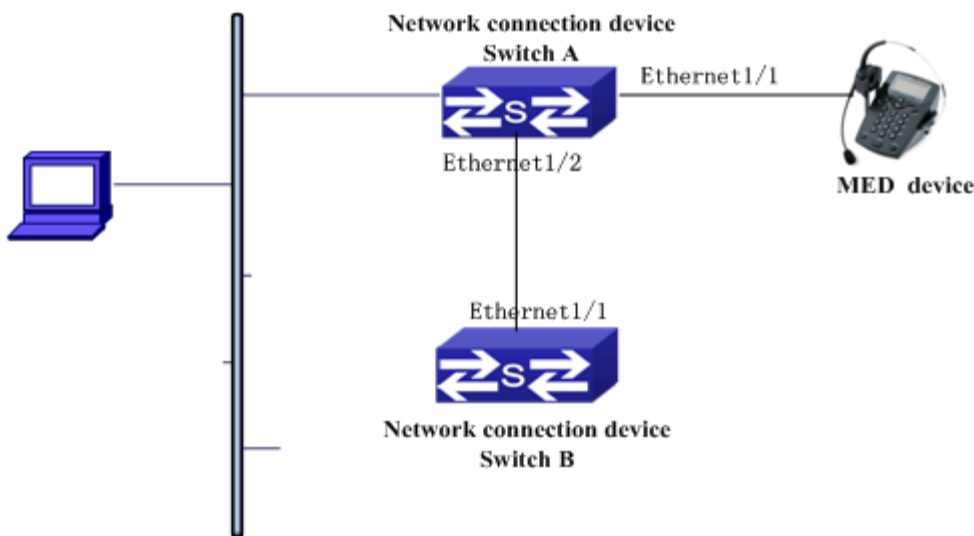 Network connection device
Switch A
Ethernet1/1
S
Ethernet1/2
MED device
Ethernet1/1
S
Network connection device
Switch B